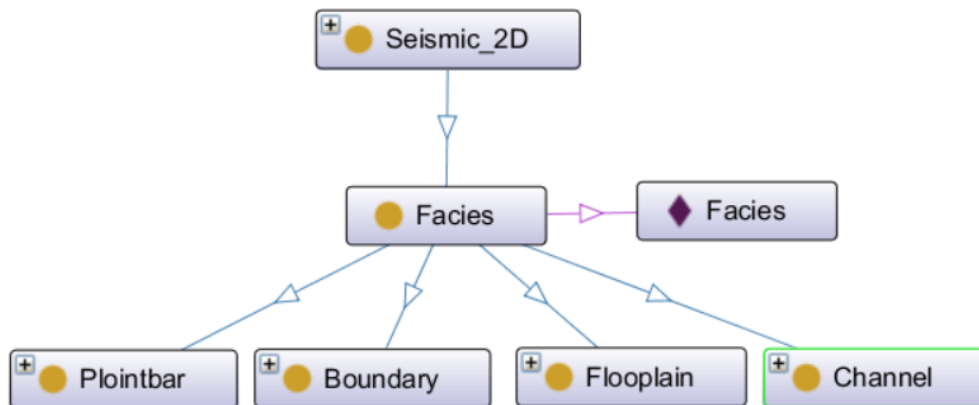 Seismic_2D
Facies
Facies
Plointbar
Boundary
Flooplain
Channel